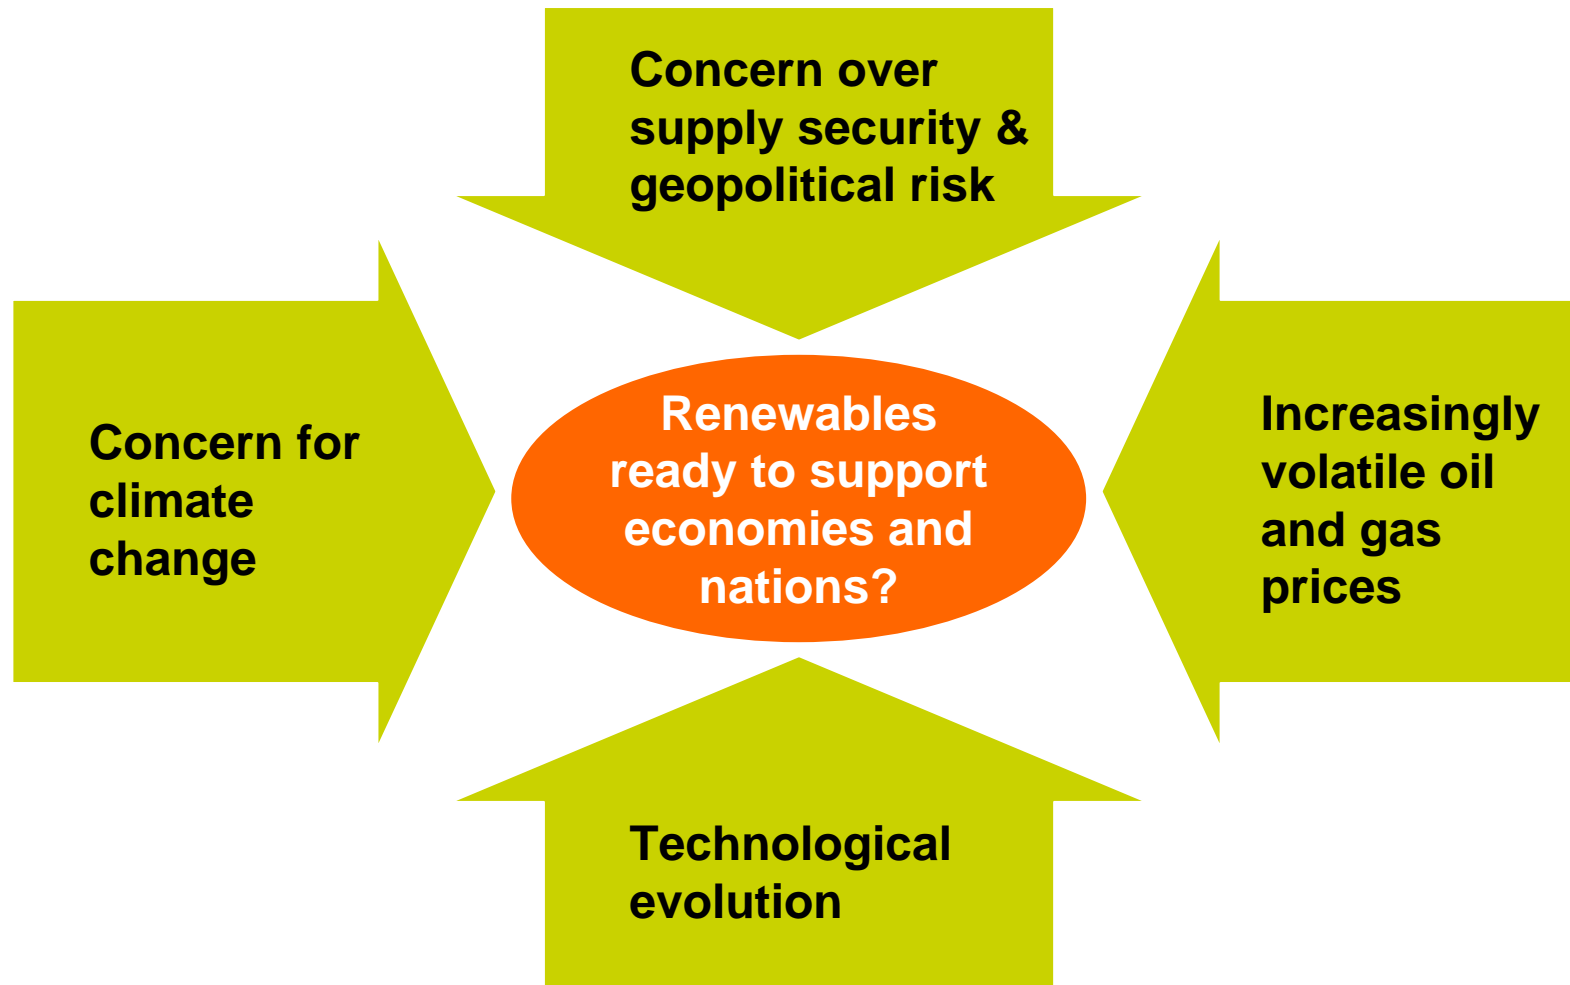 Concern over
supply security &
geopolitical risk
Concern for
climate
change
Renewables
ready to support
economies and
nations?
Increasingly
volatile oil
and gas
prices
Technological
evolution